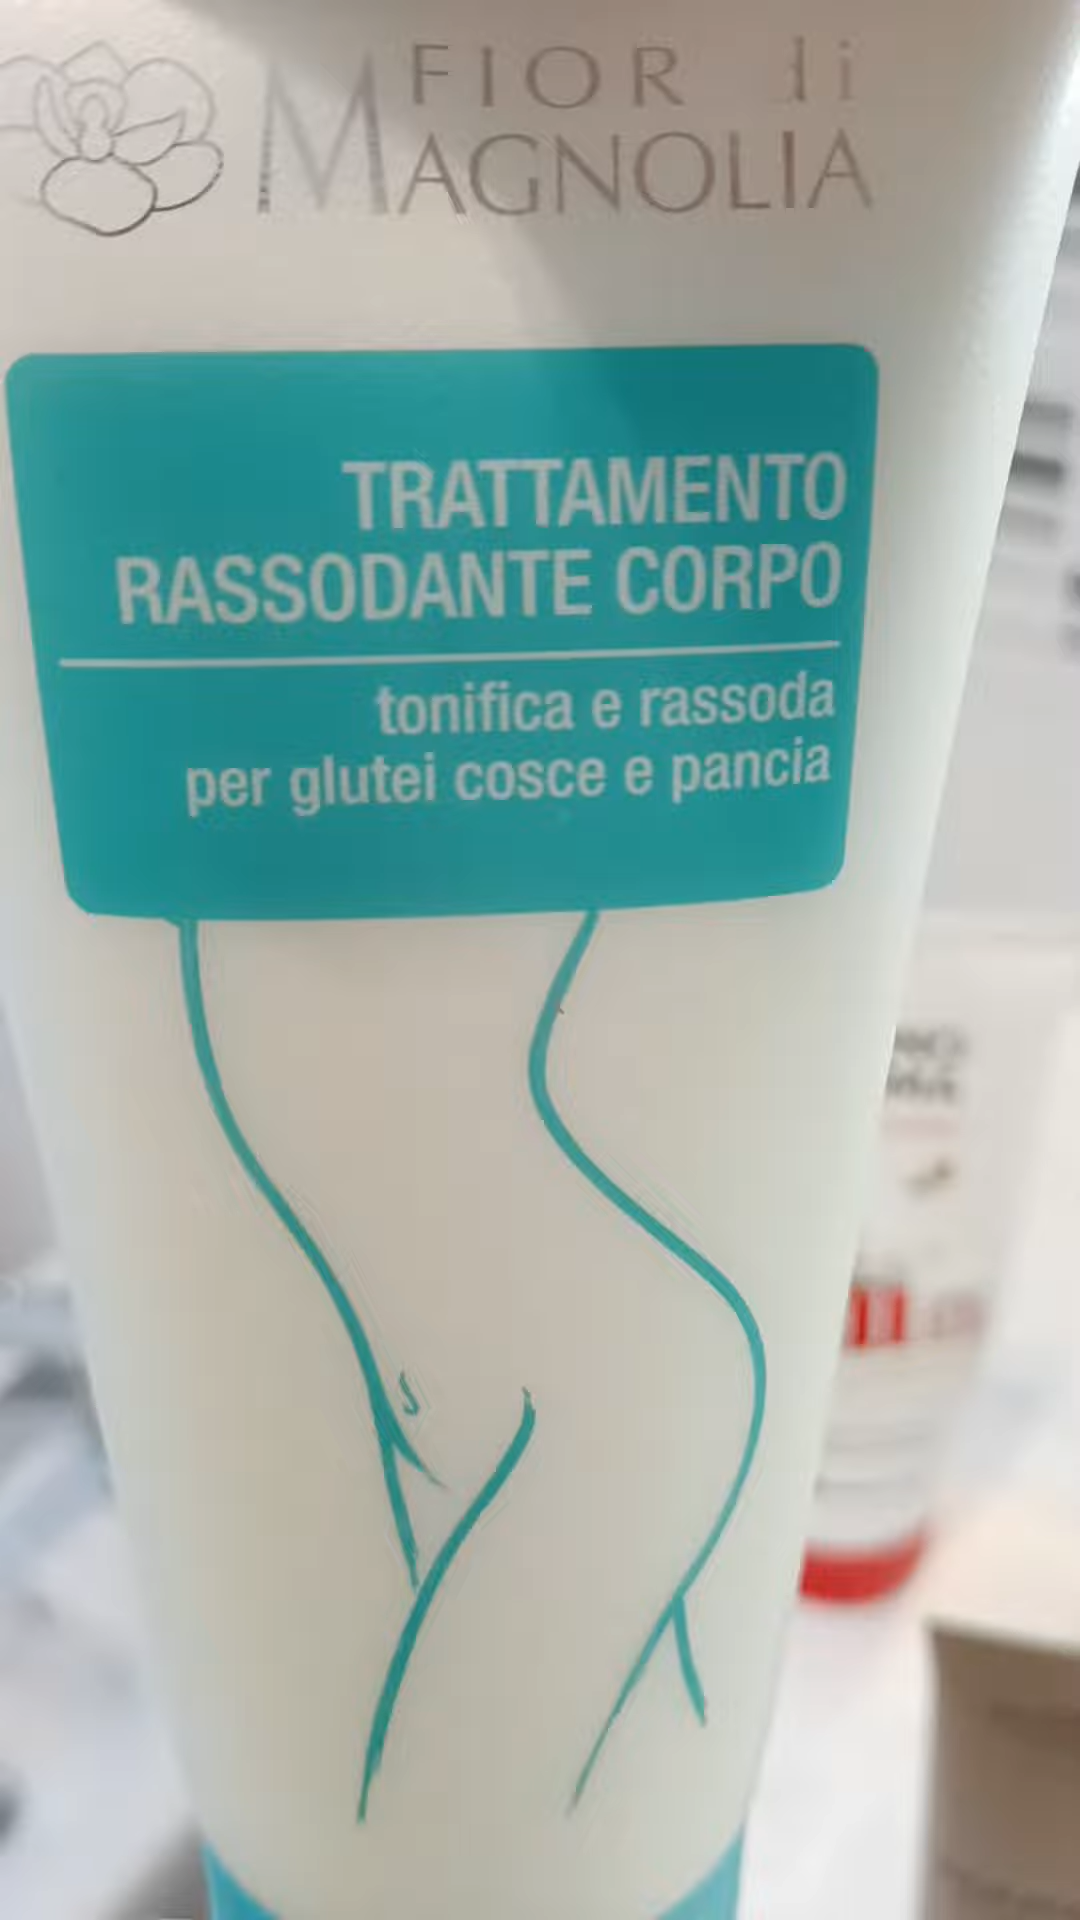 FIOR di
MAGNOLIA
TRATTAMENTO
RASSODANTE CORPO
tonifica e rassoda
per glutei cosce e pancia